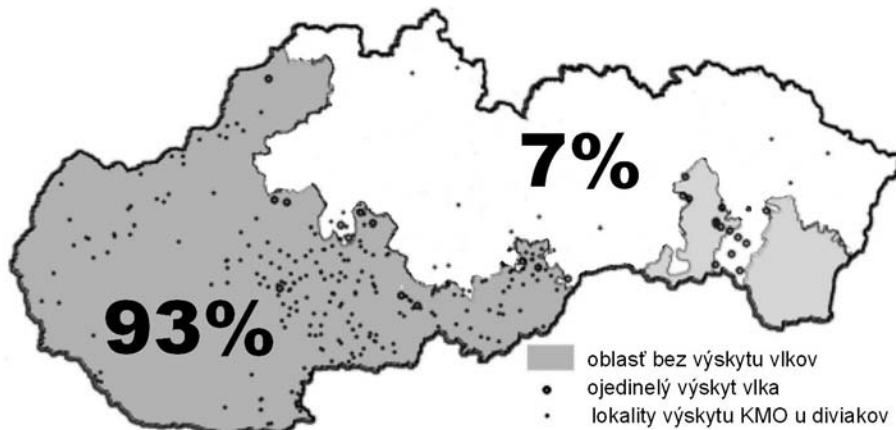 7%
93%
oblasť bez výskytu vlkov
ojedinelý výskyt vlka
lokality výskytu KMO u diviakov